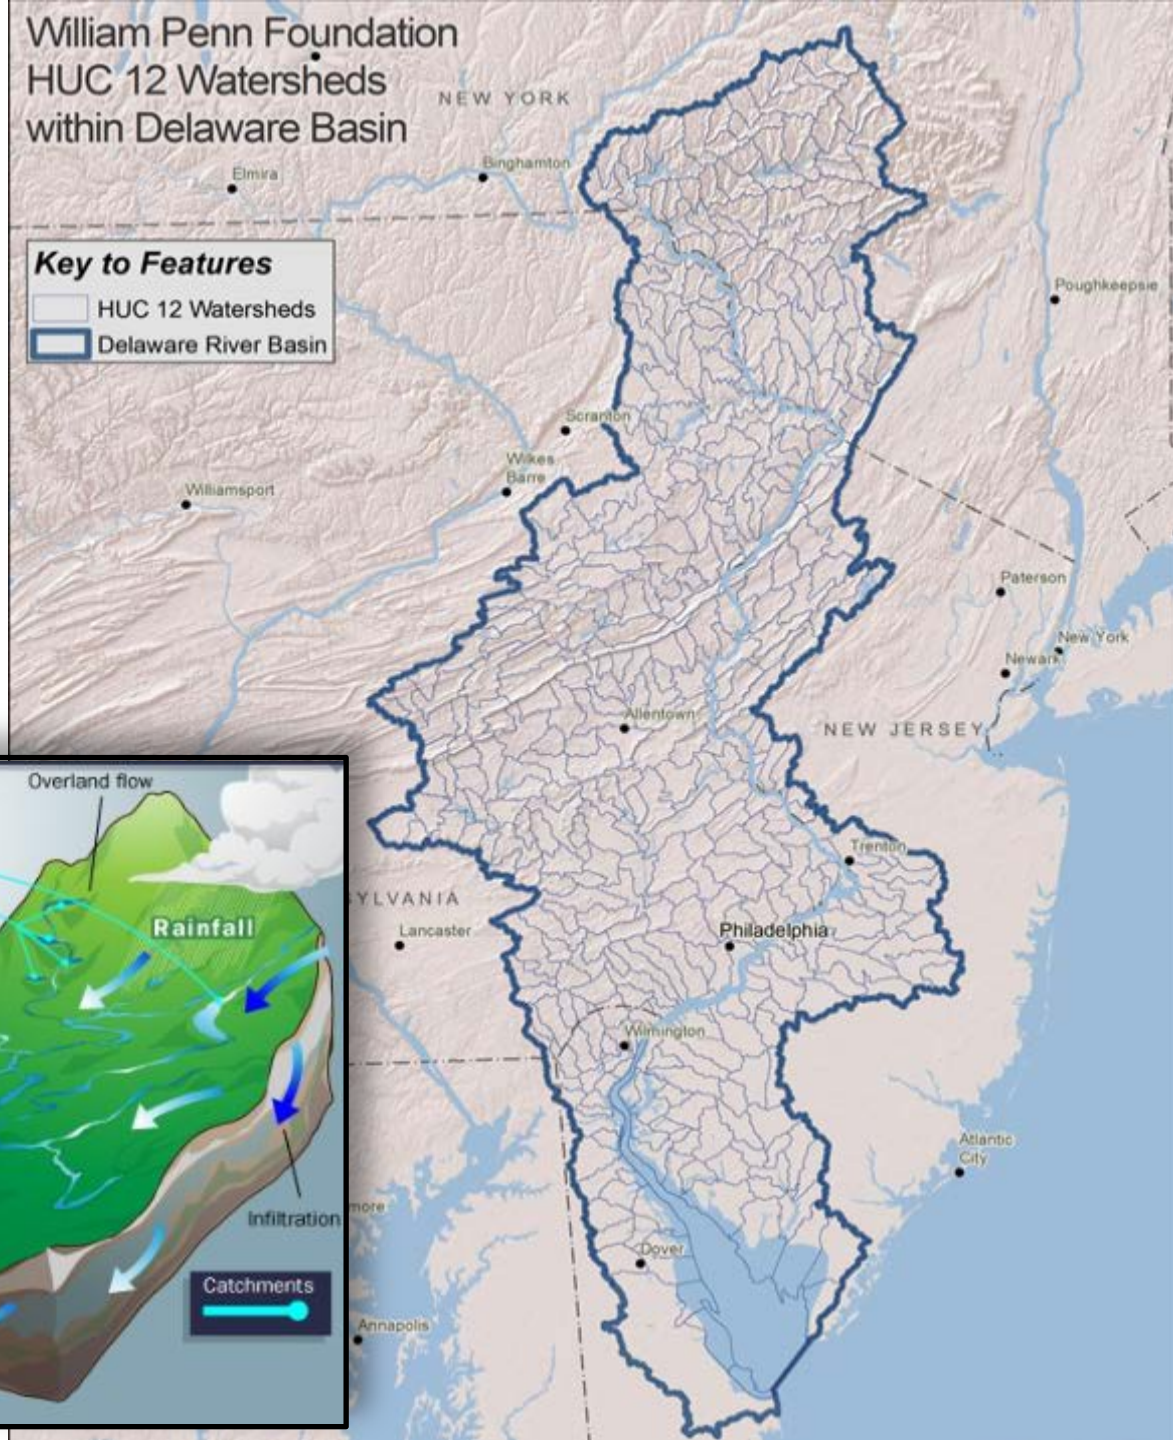 William Penn Foundation
HUC 12 Watersheds
within Delaware Basin
NEW YORK
Binghamton
Elmira
Key to Features
HUC 12 Watersheds
Delaware River Basin
Poughkeepsie
Scranton
Wilkes
Barre
Williamsport
Paterson
New York
Newark
Allentown
NEW JERSEY
Overland flow
Trenton
Rainfall
SYLVANIA
Lancaster
Philadelphia
Wilmington
Atlantic
City
more
Infiltration
Dover
Catchments
Annapolis